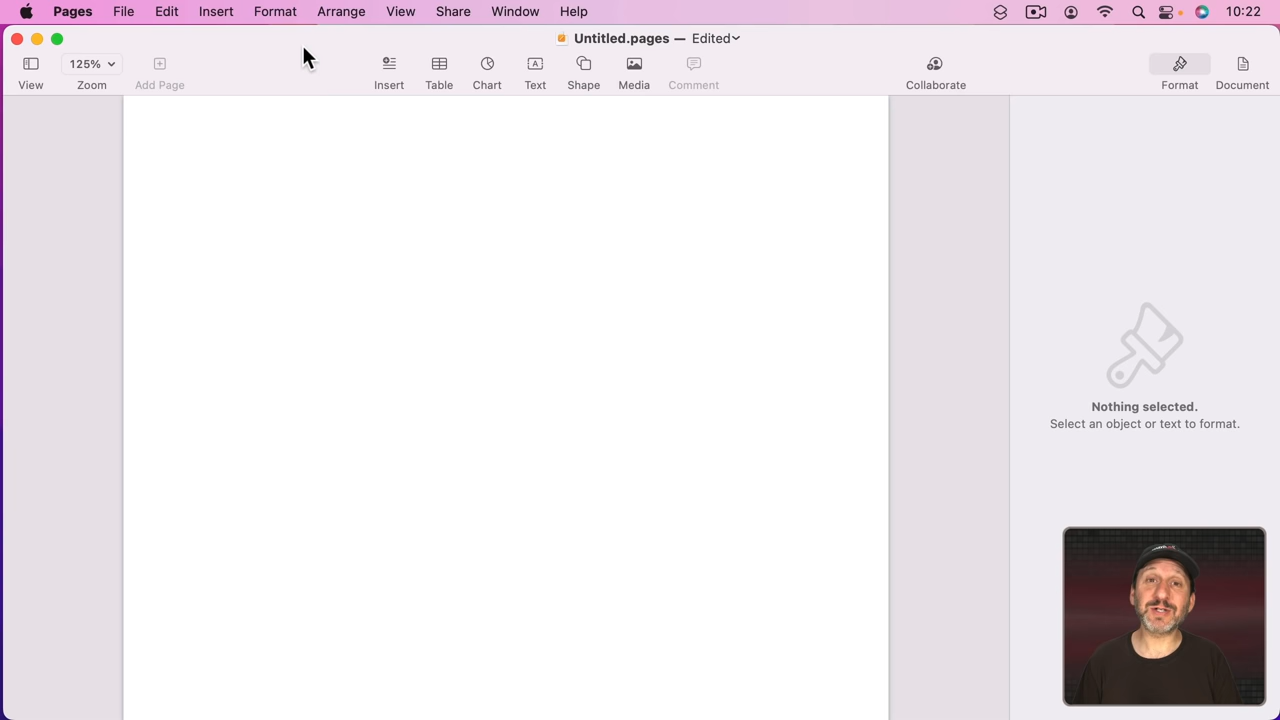 Pages File Edit Insert Format Arrange View Share Window Help 10:22
Untitled.pages — Edited
125%
View Zoom Add Page Insert Table Chart Text Shape Media Comment Collaborate Format Document
Nothing selected.
Select an object or text to format.